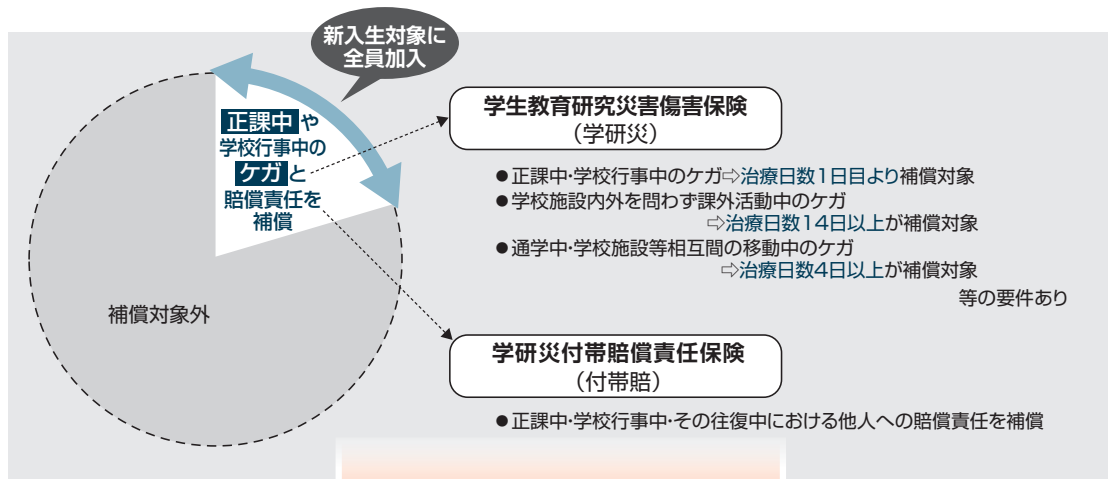 新入生対象に
全員加入
正課中や
学校行事中の
ケガと
賠償責任を
補償
補償対象外
学生教育研究災害傷害保険
（学研災）
●正課中・学校行事中のケガ⇨治療日数1日目より補償対象
●学校施設内外を問わず課外活動中のケガ
⇨治療日数14日以上が補償対象
●通学中・学校施設等相互間の移動中のケガ
⇨治療日数4日以上が補償対象
等の要件あり
学研災付帯賠償責任保険
（付帯賠）
●正課中・学校行事中・その往復中における他人への賠償責任を補償